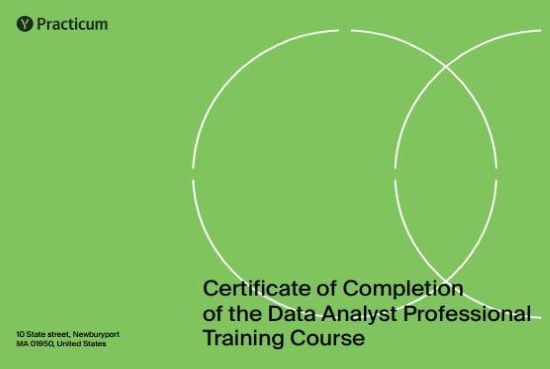 Practicum
Certificate of Completion
of the Data Analyst Professional
Training Course
10 State street, Newburyport
MA 01950, United States